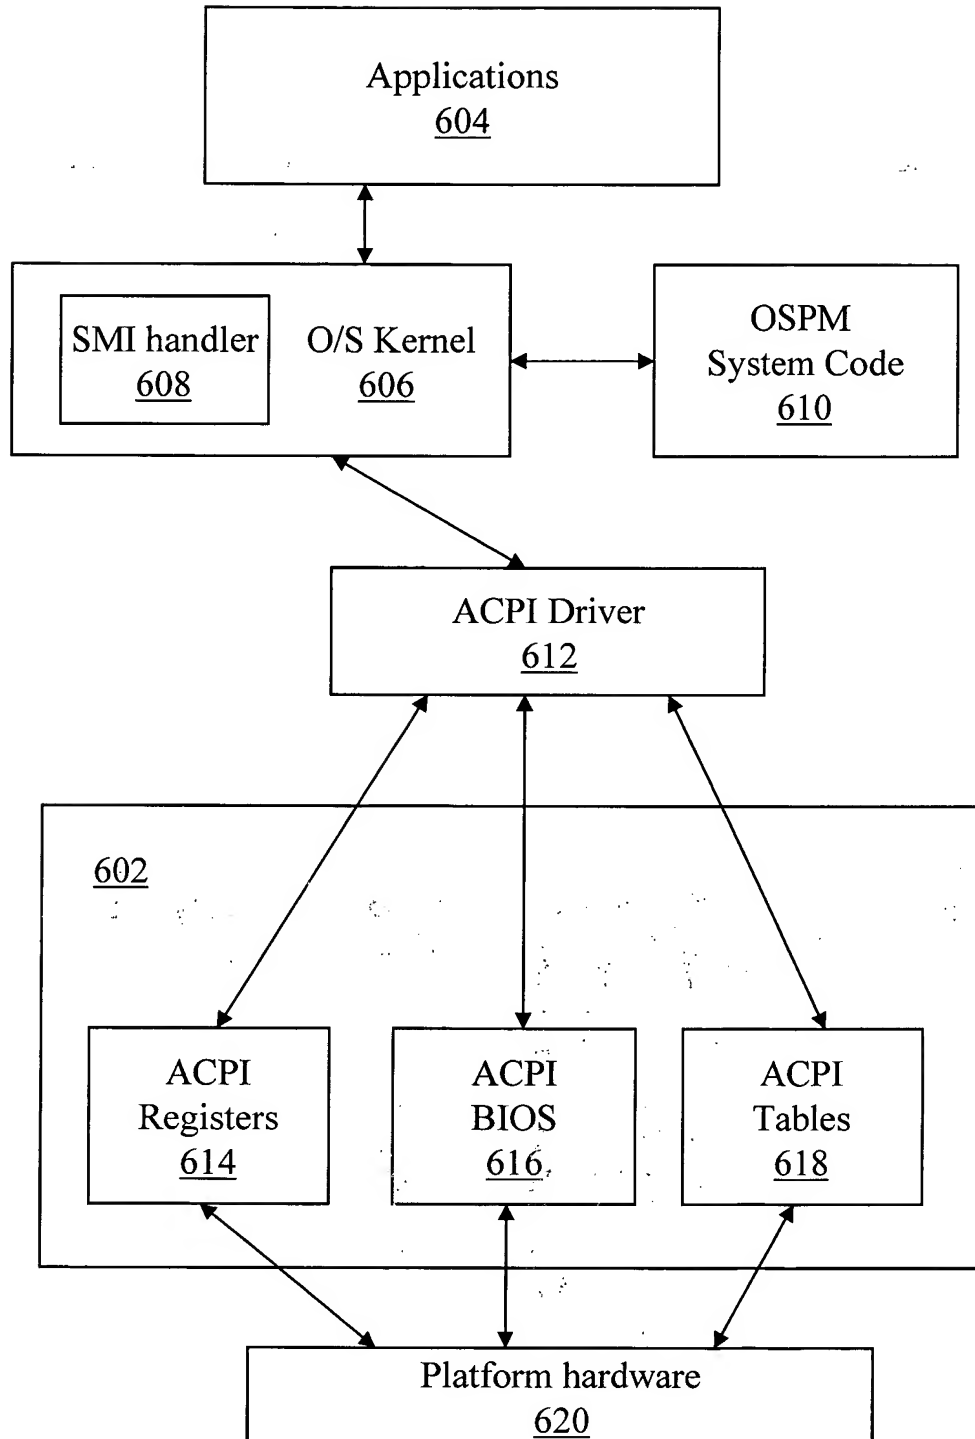 Applications
604
SMI handler
608
O/S Kernel
606
OSPM
System Code
610
ACPI Driver
612
602
ACPI
Registers
614
ACPI
BIOS
616
ACPI
Tables
618
Platform hardware
620